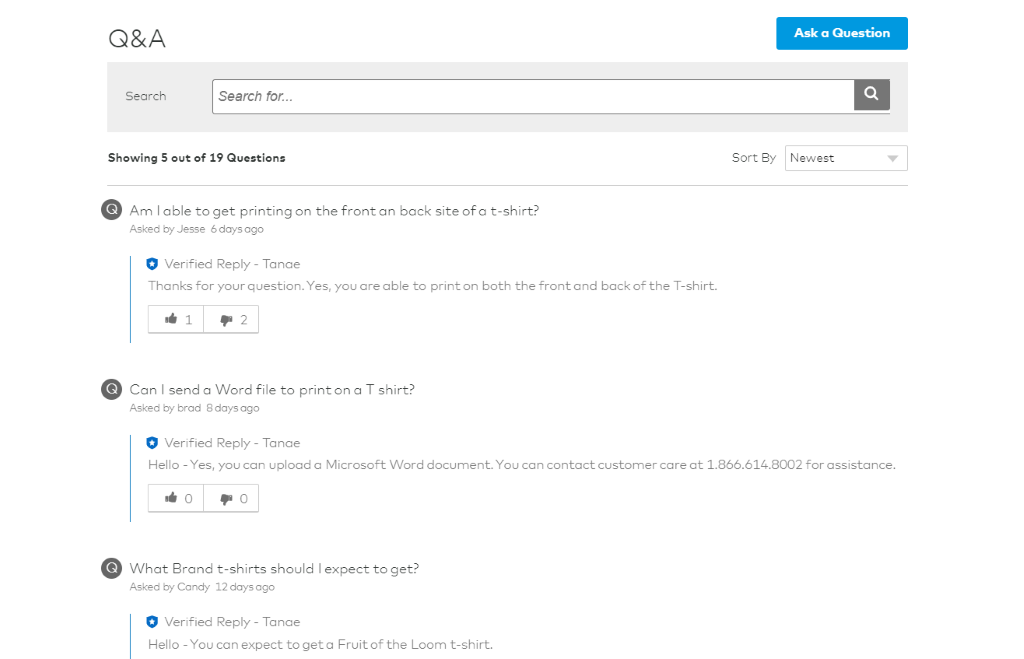 Q&A
Ask a Question
Search
Search for...
Showing 5 out of 19 Questions
Sort By
Newest
Q
Am I able to get printing on the front an back site of a t-shirt?
Asked by Jesse 6 days ago
Verified Reply - Tanae
Thanks for your question. Yes, you are able to print on both the front and back of the T-shirt.
1
2
Q
Can I send a Word file to print on a T shirt?
Asked by brad 8 days ago
Verified Reply - Tanae
Hello - Yes, you can upload a Microsoft Word document. You can contact customer care at 1.866.614.8002 for assistance.
0
0
Q
What Brand t-shirts should I expect to get?
Asked by Candy 12 days ago
Verified Reply - Tanae
Hello - You can expect to get a Fruit of the Loom t-shirt.